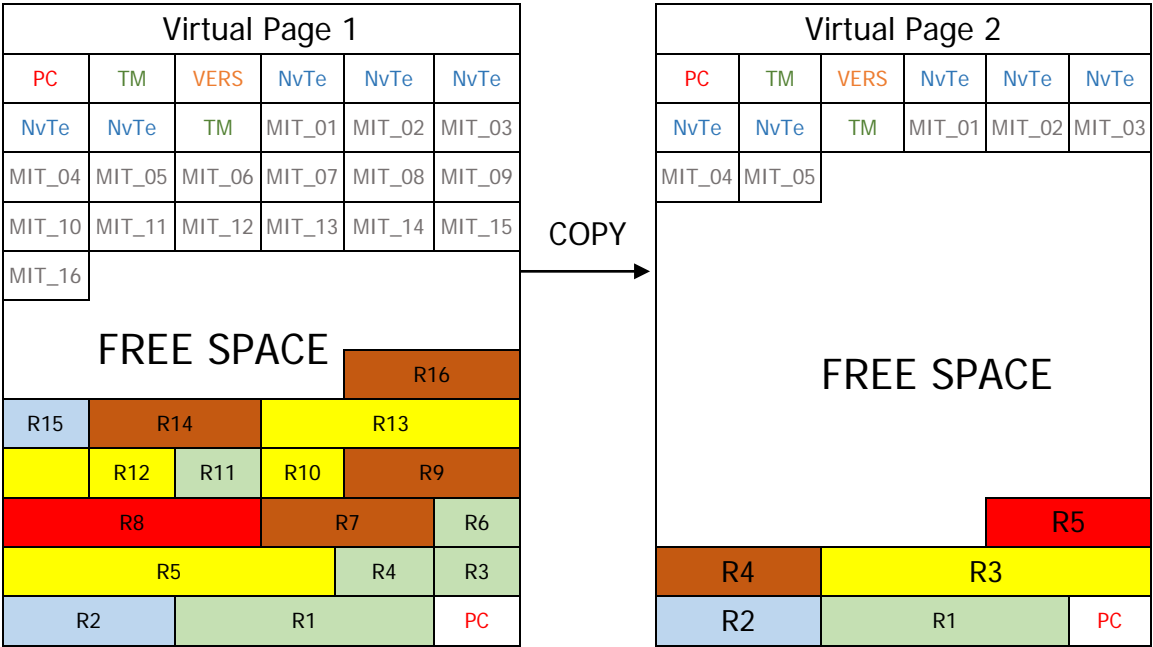 Virtual Page 1
PC TM VERS NvTe NvTe NvTe
NvTe NvTe TM MIT_01 MIT_02 MIT_03
MIT_04 MIT_05 MIT_06 MIT_07 MIT_08 MIT_09
MIT_10 MIT_11 MIT_12 MIT_13 MIT_14 MIT_15
MIT_16
FREE SPACE
R16
R15 R14 R13
R12 R11 R10 R9
R8 R7 R6
R5 R4 R3
R2 R1 PC
COPY
Virtual Page 2
PC TM VERS NvTe NvTe NvTe
NvTe NvTe TM MIT_01 MIT_02 MIT_03
MIT_04 MIT_05
FREE SPACE
R5
R4 R3
R2 R1 PC